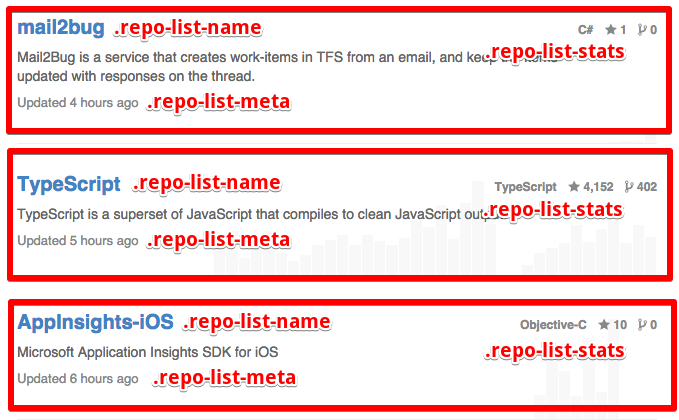 mail2bug .repo-list-name C# 1 0
Mail2Bug is a service that creates work-items in TFS from an email, and keep .repo-list-stats
updated with responses on the thread.
Updated 4 hours ago .repo-list-meta
TypeScript .repo-list-name TypeScript 4,152 402
TypeScript is a superset of JavaScript that compiles to clean JavaScript .repo-list-stats
Updated 5 hours ago .repo-list-meta
AppInsights-iOS .repo-list-name Objective-C 10 0
Microsoft Application Insights SDK for iOS .repo-list-stats
Updated 6 hours ago .repo-list-meta